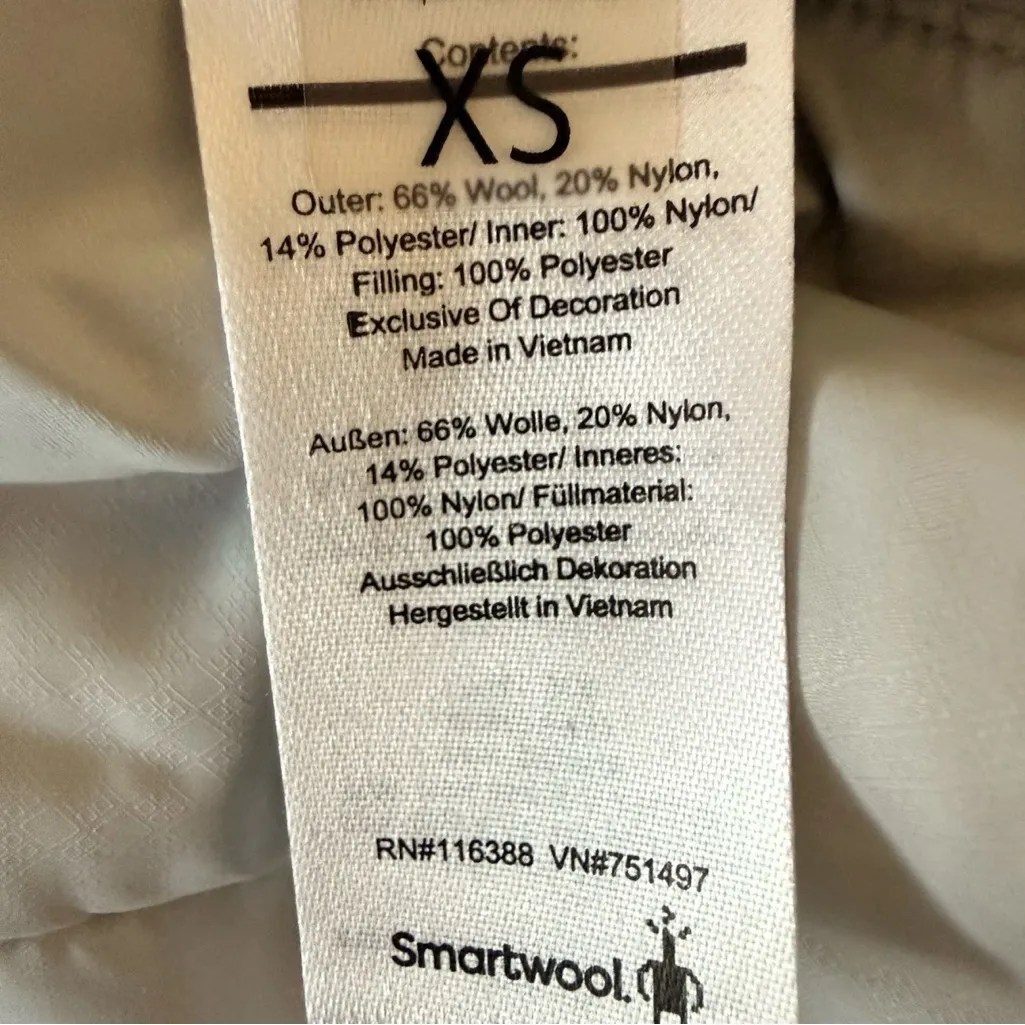 Contents:
XS
Outer: 66% Wool, 20% Nylon,
14% Polyester/ Inner: 100% Nylon/
Filling: 100% Polyester
Exclusive Of Decoration
Made in Vietnam
Außen: 66% Wolle, 20% Nylon,
14% Polyester/ Inneres:
100% Nylon/ Füllmaterial:
100% Polyester
Ausschließlich Dekoration
Hergestellt in Vietnam
RN#116388 VN#751497
Smartwool.